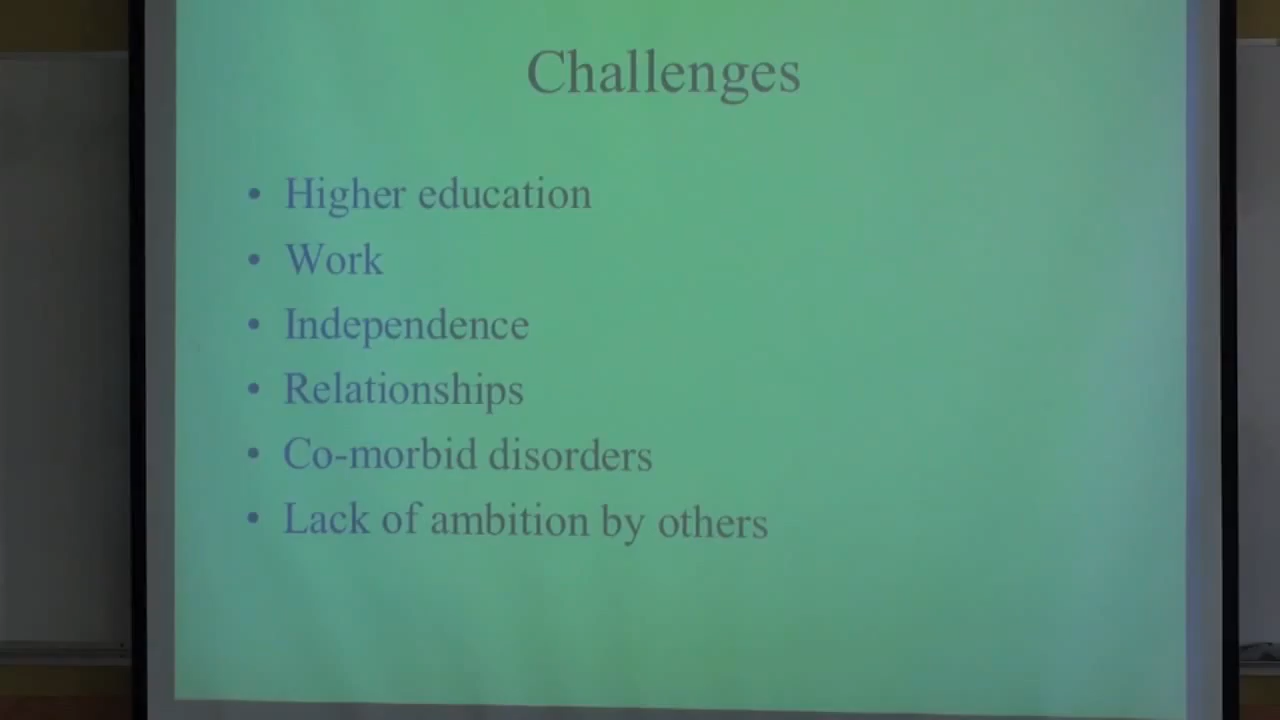 Challenges
• Higher education
• Work
• Independence
• Relationships
• Co-morbid disorders
• Lack of ambition by others